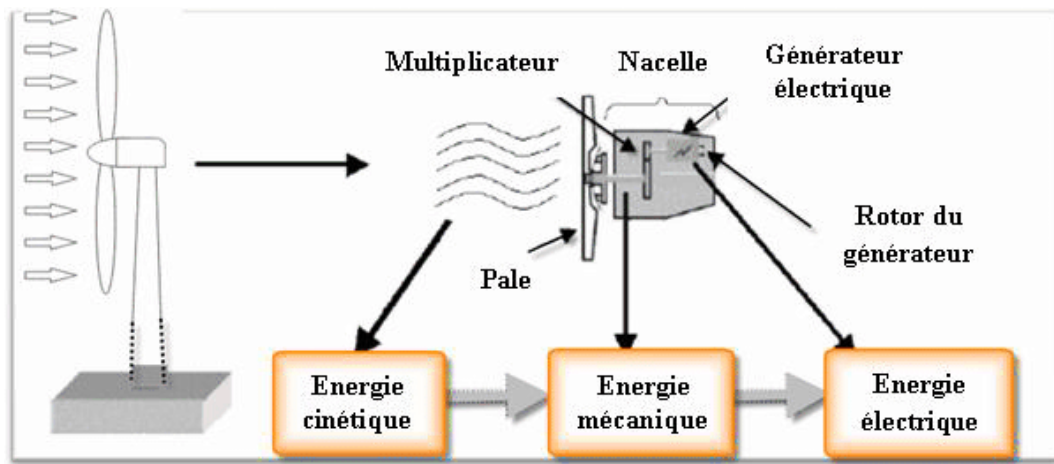 Multiplicateur
Nacelle
Générateur
électrique
Rotor du
générateur
Pale
Energie
cinétique
Energie
mécanique
Energie
électrique